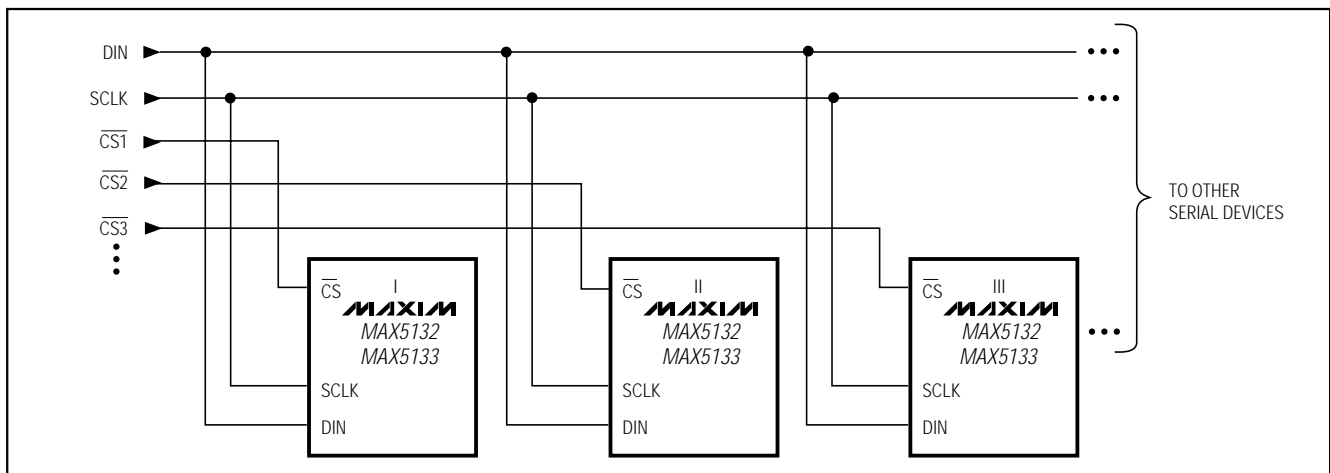 DIN
SCLK
CS1
CS2
CS3
TO OTHER
SERIAL DEVICES
CS
I
MAXIM
MAX5132
MAX5133
SCLK
DIN
CS
II
MAXIM
MAX5132
MAX5133
SCLK
DIN
CS
III
MAXIM
MAX5132
MAX5133
SCLK
DIN